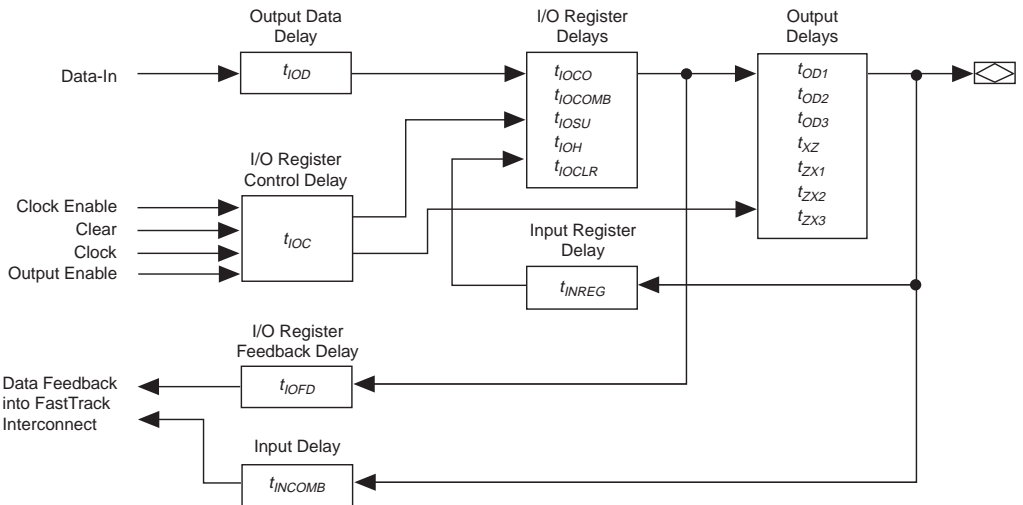 Output Data
Delay
I/O Register
Delays
Output
Delays
Data-In
tIOD
tIOCO
tIOCOMB
tIOSU
tIOH
tIOCLR
tOD1
tOD2
tOD3
tXZ
tZX1
tZX2
tZX3
I/O Register
Control Delay
Clock Enable
Clear
Clock
Output Enable
tIOC
Input Register
Delay
tINREG
I/O Register
Feedback Delay
tIOFD
Data Feedback
into FastTrack
Interconnect
Input Delay
tINCOMB